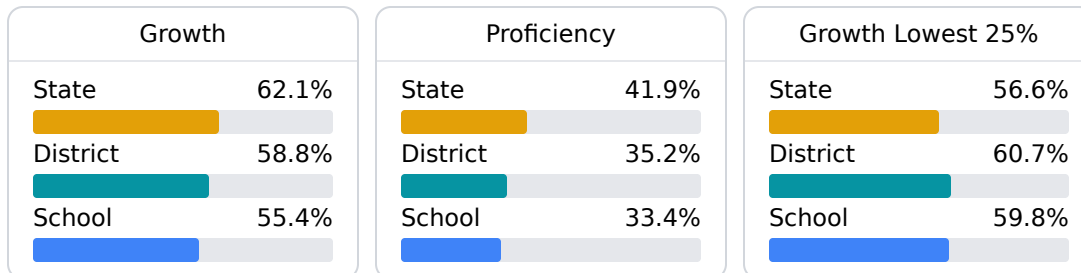 Growth
State 62.1%
District 58.8%
School 55.4%
Proficiency
State 41.9%
District 35.2%
School 33.4%
Growth Lowest 25%
State 56.6%
District 60.7%
School 59.8%